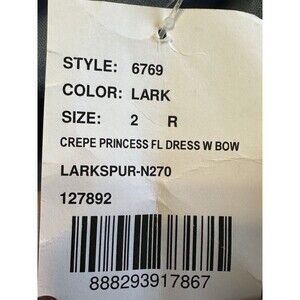 STYLE: 6769
COLOR: LARK
SIZE: 2 R
CREPE PRINCESS FL DRESS W BOW
LARKSPUR-N270
127892
888293917867